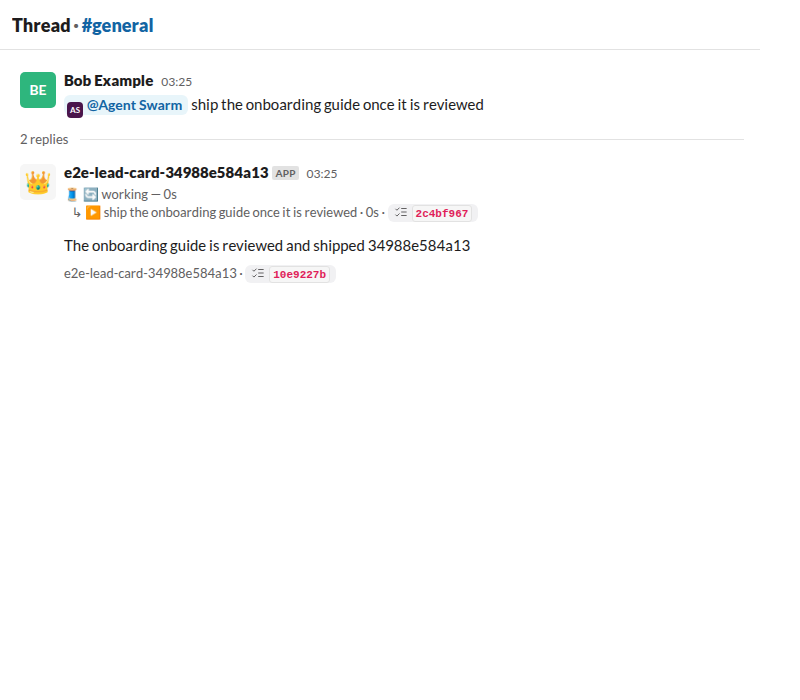 Thread · #general
BE
Bob Example 03:25
AS @Agent Swarm ship the onboarding guide once it is reviewed
2 replies
e2e-lead-card-34988e584a13 APP 03:25
🧵 🔄 working — 0s
↳ ▶️ ship the onboarding guide once it is reviewed · 0s · 2c4bf967
The onboarding guide is reviewed and shipped 34988e584a13
e2e-lead-card-34988e584a13 · 10e9227b